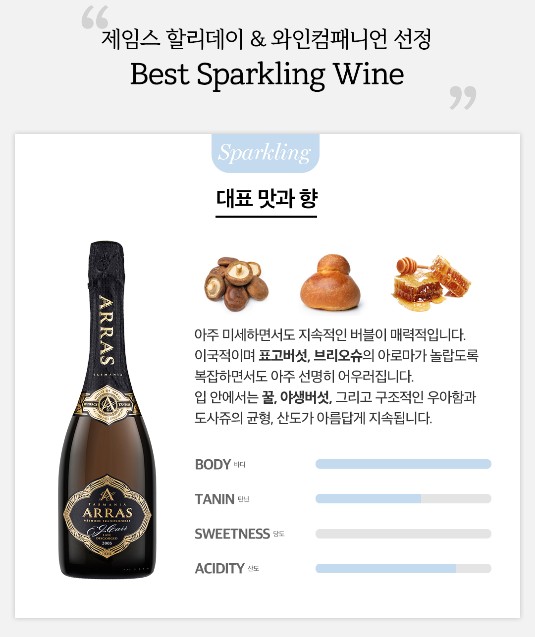 “
제임스 할리데이 & 와인컴패니언 선정
Best Sparkling Wine
”
Sparkling
대표 맛과 향
아주 미세하면서도 지속적인 버블이 매력적입니다.
이국적이며 표고버섯, 브리오슈의 아로마가 놀랍도록
복잡하면서도 아주 선명히 어우러집니다.
입 안에서는 꿀, 야생버섯, 그리고 구조적인 우아함과
도사쥬의 균형, 산도가 아름답게 지속됩니다.
BODY 바디
TANIN 탄닌
SWEETNESS 당도
ACIDITY 산도
ARRAS
TASMANIA
TASMANIA
ARRAS